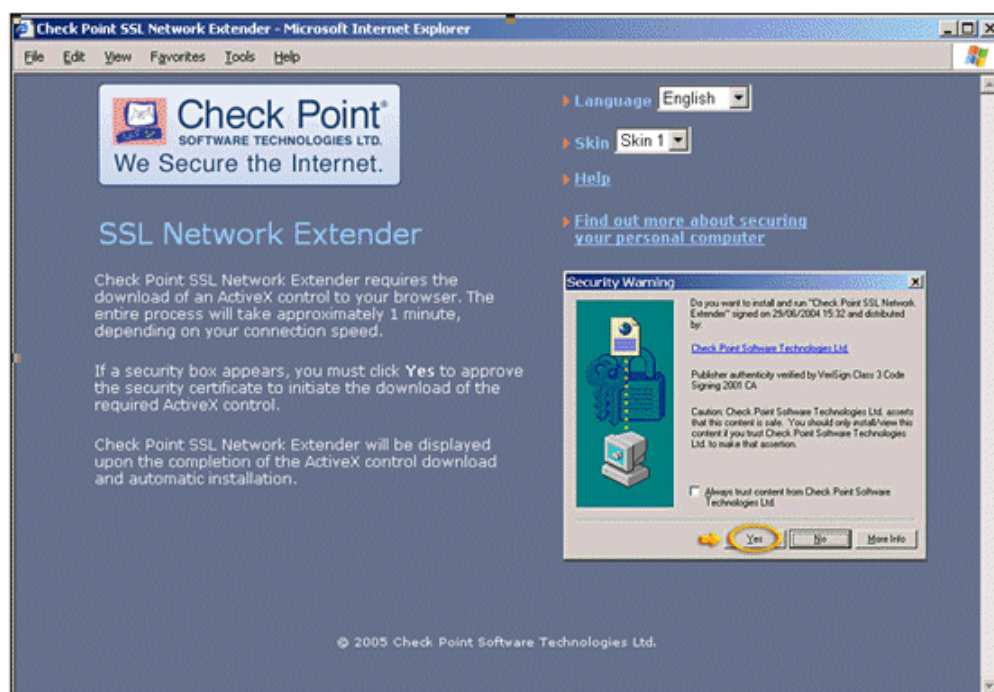 Check Point SSL Network Extender - Microsoft Internet Explorer
File Edit View Favorites Tools Help
Check Point®
SOFTWARE TECHNOLOGIES LTD.
We Secure the Internet.
Language English
Skin Skin 1
Help
Find out more about securing
your personal computer
SSL Network Extender
Check Point SSL Network Extender requires the
download of an ActiveX control to your browser. The
entire process will take approximately 1 minute,
depending on your connection speed.
If a security box appears, you must click Yes to approve
the security certificate to initiate the download of the
required ActiveX control.
Check Point SSL Network Extender will be displayed
upon the completion of the ActiveX control download
and automatic installation.
Security Warning
Do you want to install and run "Check Point SSL Network
Extender" signed on 29/06/2004 15:32 and distributed
by:
Check Point Software Technologies Ltd.
Publisher authenticity verified by VeriSign Class 3 Code
Signing 2001 CA
Caution: Check Point Software Technologies Ltd. asserts
that this content is safe. You should only install/view this
content if you trust Check Point Software Technologies
Ltd. to make that assertion.
Always trust content from Check Point Software
Technologies Ltd.
Yes No More Info
© 2005 Check Point Software Technologies Ltd.